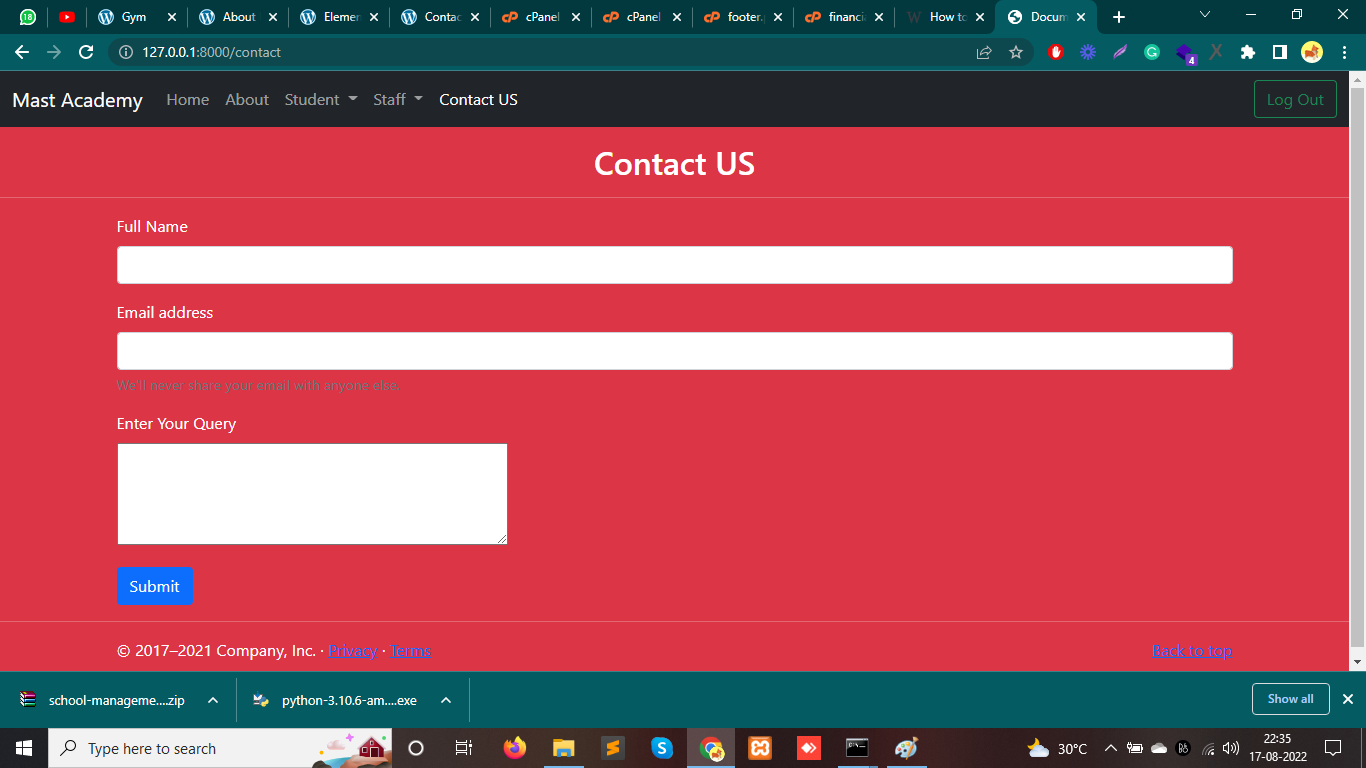 18 Gym About Elemen Contac cPanel cPanel footer. financi How to Docum
127.0.0.1:8000/contact 4
Mast Academy Home About Student Staff Contact US Log Out
Contact US
Full Name
Email address
We'll never share your email with anyone else.
Enter Your Query
Submit
© 2017–2021 Company, Inc. · Privacy · Terms Back to top
school-manageme....zip python-3.10.6-am....exe Show all
Type here to search 30°C 22:35
17-08-2022